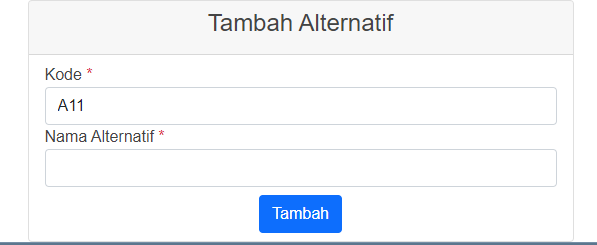 Tambah Alternatif
Kode *
A11
Nama Alternatif *
Tambah